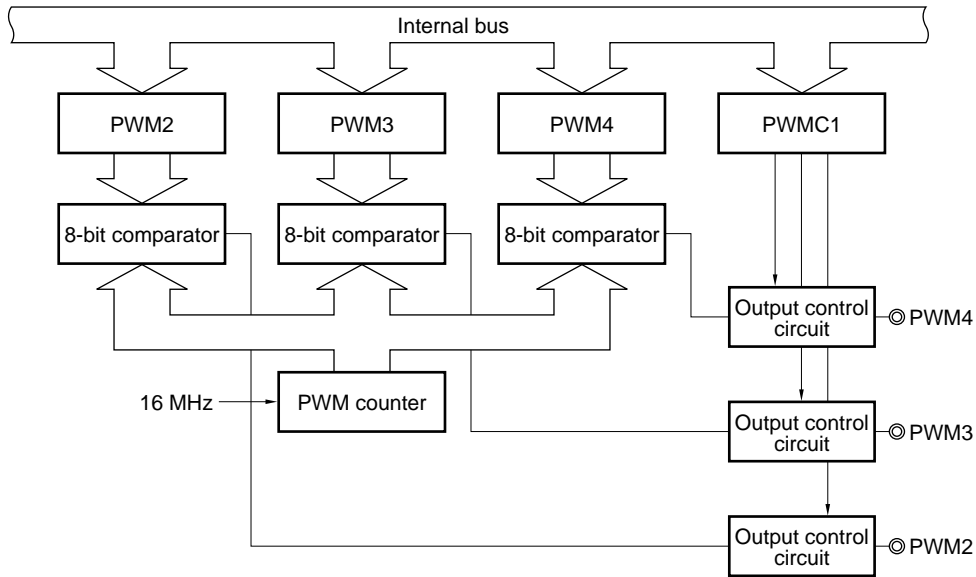 Internal bus
PWM2
PWM3
PWM4
PWMC1
8-bit comparator
8-bit comparator
8-bit comparator
Output control
circuit
PWM4
16 MHz
PWM counter
Output control
circuit
PWM3
Output control
circuit
PWM2